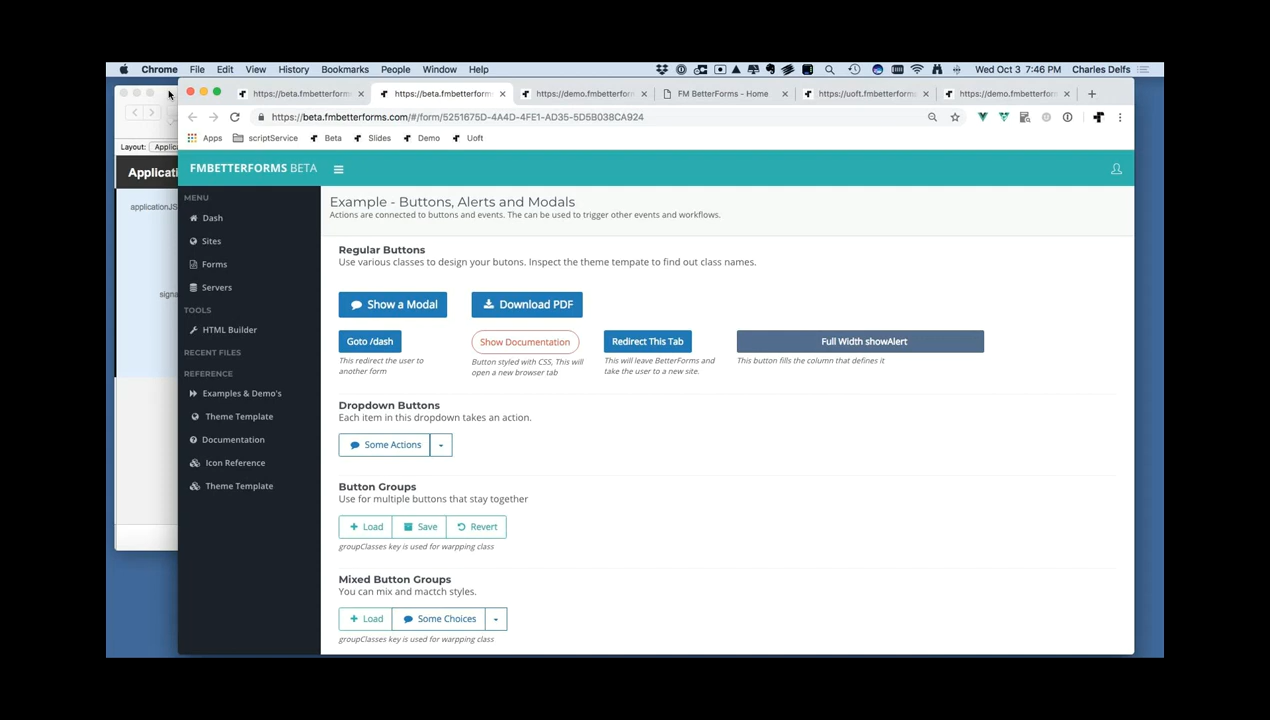 Chrome File Edit View History Bookmarks People Window Help Wed Oct 3 7:46 PM Charles Delfs
https://beta.fmbetterform https://beta.fmbetterform https://demo.fmbetterform FM BetterForms - Home https://uoft.fmbetterforms https://demo.fmbetterform
https://beta.fmbetterforms.com/#/form/5251675D-4A4D-4FE1-AD35-5D5B038CA924
Apps scriptService Beta Slides Demo Uoft
Layout: Applic
Applicati
applicationJS
signa
FMBETTERFORMS BETA
MENU
Dash
Sites
Forms
Servers
TOOLS
HTML Builder
RECENT FILES
REFERENCE
Examples & Demo's
Theme Template
Documentation
Icon Reference
Theme Template
Example - Buttons, Alerts and Modals
Actions are connected to buttons and events. The can be used to trigger other events and workflows.
Regular Buttons
Use various classes to design your butons. Inspect the theme tempate to find out class names.
Show a Modal Download PDF
Goto /dash Show Documentation Redirect This Tab Full Width showAlert
This redirect the user to
another form
Button styled with CSS, This will
open a new browser tab
This will leave BetterForms and
take the user to a new site.
This button fills the column that defines it
Dropdown Buttons
Each item in this dropdown takes an action.
Some Actions
Button Groups
Use for multiple buttons that stay together
Load Save Revert
groupClasses key is used for warpping class
Mixed Button Groups
You can mix and mactch styles.
Load Some Choices
groupClasses key is used for warpping class